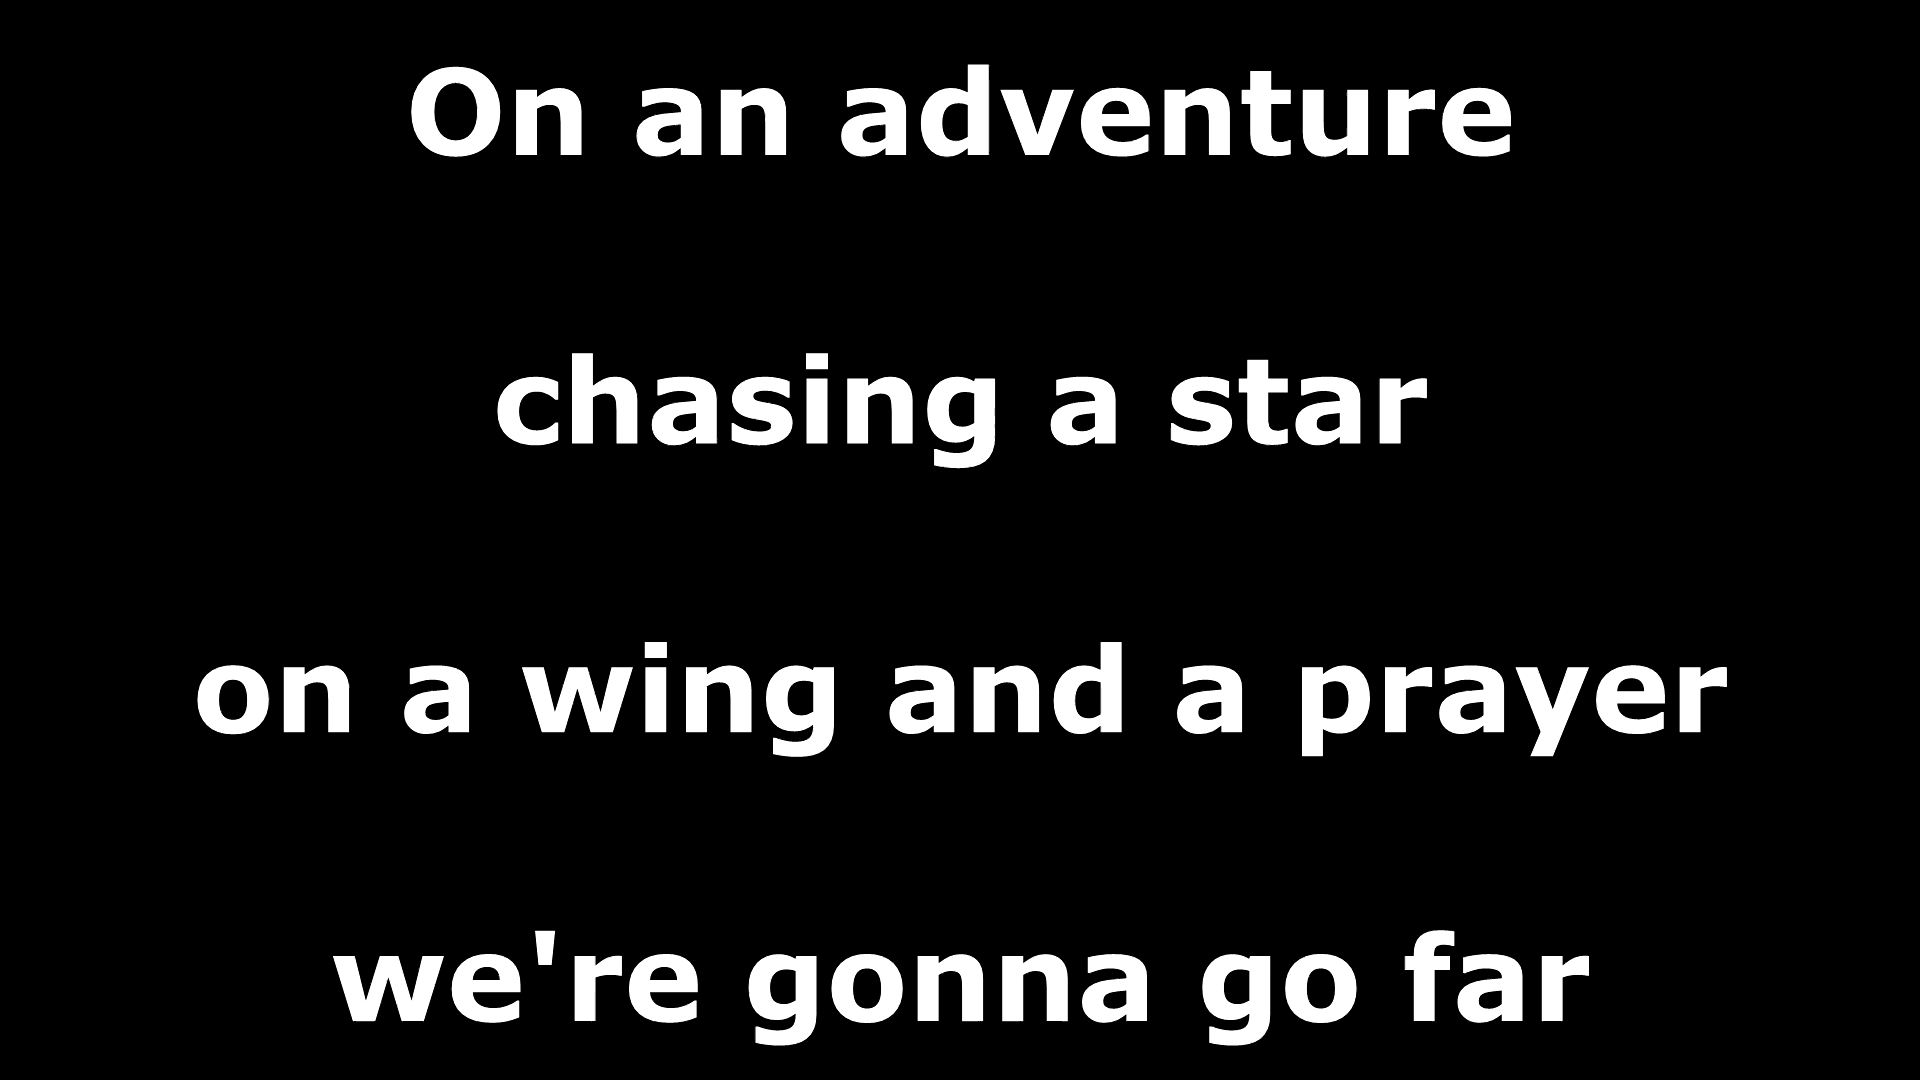 On an adventure
chasing a star
on a wing and a prayer
we're gonna go far